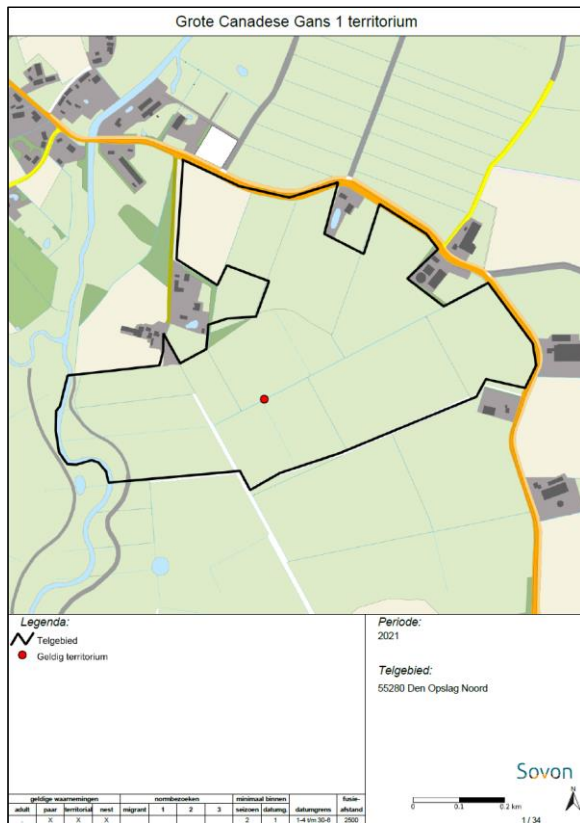 Grote Canadese Gans 1 territorium
Legenda:
Telgebied
Geldig territorium
Periode:
2021
Telgebied:
55280 Den Opslag Noord
Sovon
0 0.1 0.2 km
N
1 / 34
geldige waarnemingen normbezoeken minimaal binnen fusie-
adult paar territoriaal nest migrant 1 2 3 seizoen datumg. datumgrens afstand
. X X X 2 1 1-4 t/m 30-6 2500